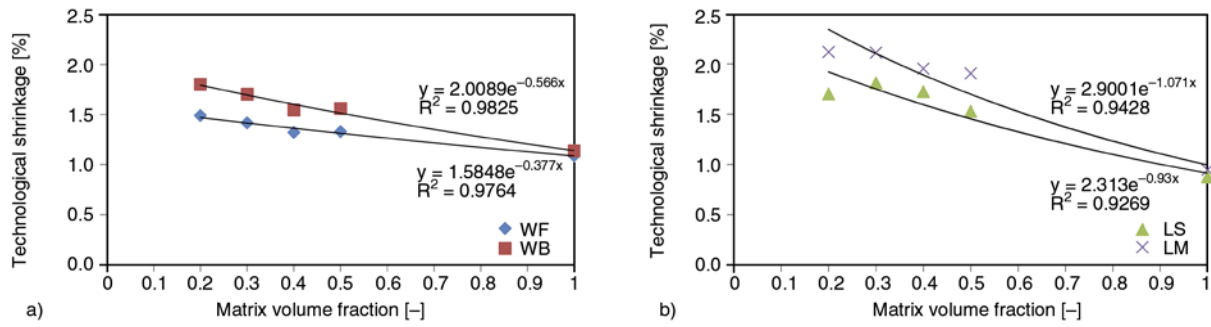 2.5
2.0
1.5
1.0
0.5
0.0
Technological shrinkage [%]
y = 2.0089e^–0.566x
R² = 0.9825
y = 1.5848e^–0.377x
R² = 0.9764
WF
WB
0 0.1 0.2 0.3 0.4 0.5 0.6 0.7 0.8 0.9 1
Matrix volume fraction [–]
a)
2.5
2.0
1.5
1.0
0.5
0.0
Technological shrinkage [%]
y = 2.9001e^–1.071x
R² = 0.9428
y = 2.313e^–0.93x
R² = 0.9269
LS
LM
0 0.1 0.2 0.3 0.4 0.5 0.6 0.7 0.8 0.9 1
Matrix volume fraction [–]
b)